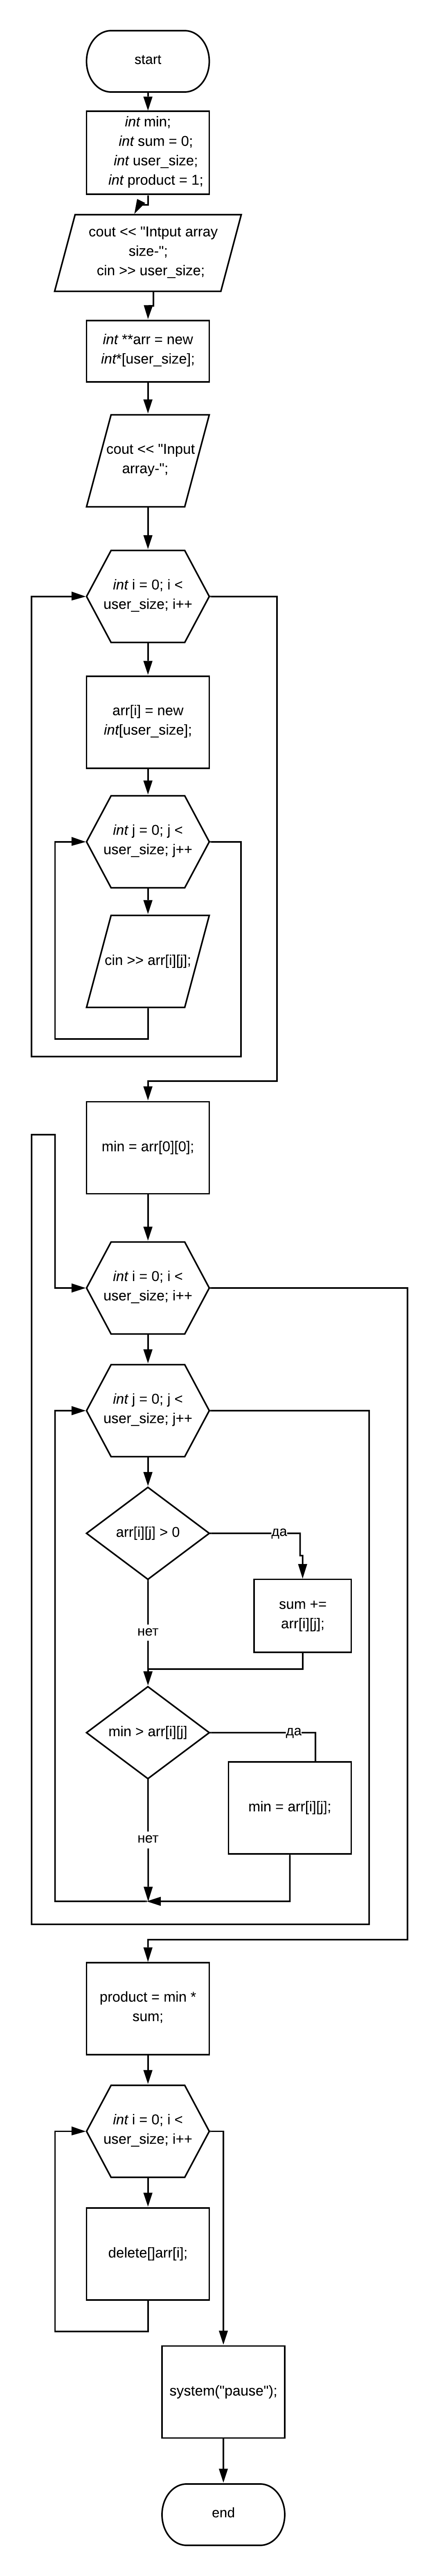 start
int min;
int sum = 0;
int user_size;
int product = 1;
cout << "Intput array
size-";
cin >> user_size;
int **arr = new
int*[user_size];
cout << "Input
array-";
int i = 0; i <
user_size; i++
arr[i] = new
int[user_size];
int j = 0; j <
user_size; j++
cin >> arr[i][j];
min = arr[0][0];
int i = 0; i <
user_size; i++
int j = 0; j <
user_size; j++
arr[i][j] > 0
да
sum +=
arr[i][j];
нет
min > arr[i][j]
да
min = arr[i][j];
нет
product = min *
sum;
int i = 0; i <
user_size; i++
delete[]arr[i];
system("pause");
end